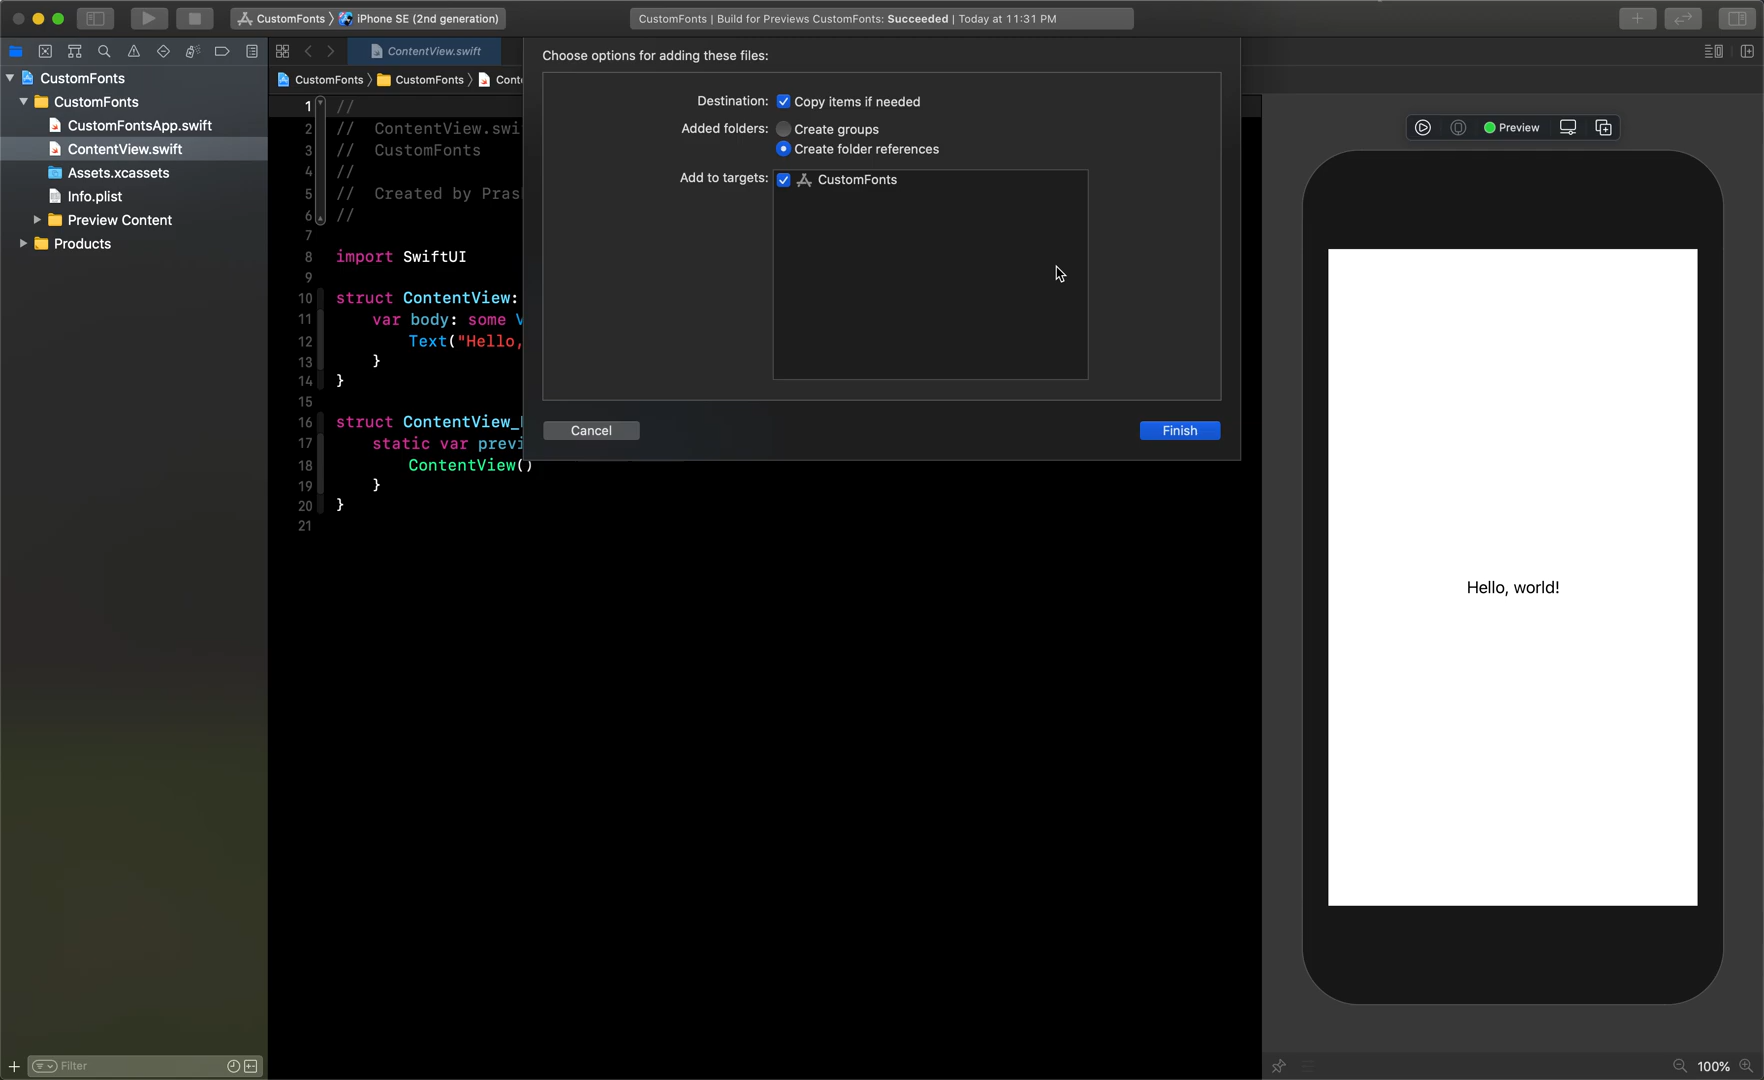 CustomFonts 〉 iPhone SE (2nd generation)
CustomFonts | Build for Previews CustomFonts: Succeeded | Today at 11:31 PM
ContentView.swift
CustomFonts
CustomFonts
CustomFontsApp.swift
ContentView.swift
Assets.xcassets
Info.plist
Preview Content
Products
Filter
CustomFonts 〉 CustomFonts 〉 Cont
1 //
2 // ContentView.swi
3 // CustomFonts
4 //
5 // Created by Pras
6 //
7
8 import SwiftUI
9
10 struct ContentView:
11 var body: some V
12 Text("Hello,
13 }
14 }
15
16 struct ContentView_
17 static var previ
18 ContentView()
19 }
20 }
21
Choose options for adding these files:
Destination: Copy items if needed
Added folders: Create groups
Create folder references
Add to targets: CustomFonts
Cancel
Finish
Preview
Hello, world!
100%